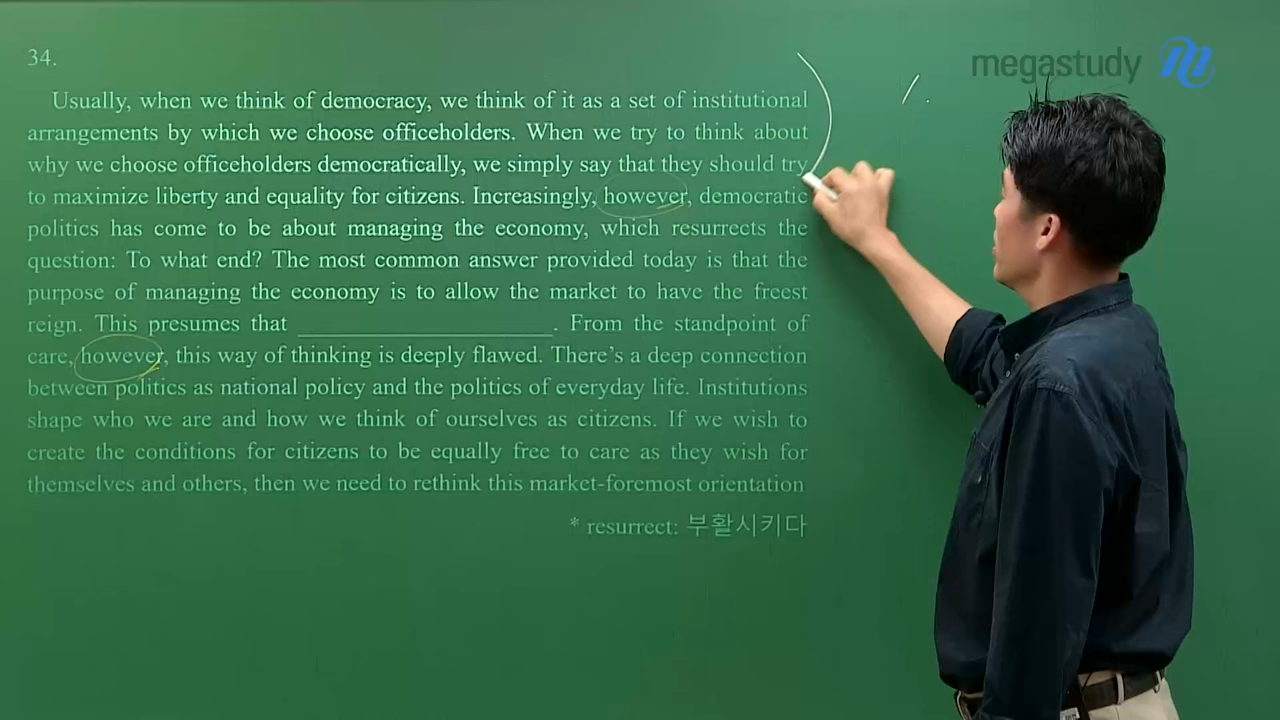 megastudy
34.
Usually, when we think of democracy, we think of it as a set of institutional
arrangements by which we choose officeholders. When we try to think about
why we choose officeholders democratically, we simply say that they should try
to maximize liberty and equality for citizens. Increasingly, however, democratic
politics has come to be about managing the economy, which resurrects the
question: To what end? The most common answer provided today is that the
purpose of managing the economy is to allow the market to have the freest
reign. This presumes that ______________________. From the standpoint of
care, however, this way of thinking is deeply flawed. There's a deep connection
between politics as national policy and the politics of everyday life. Institutions
shape who we are and how we think of ourselves as citizens. If we wish to
create the conditions for citizens to be equally free to care as they wish for
themselves and others, then we need to rethink this market-foremost orientation
* resurrect: 부활시키다